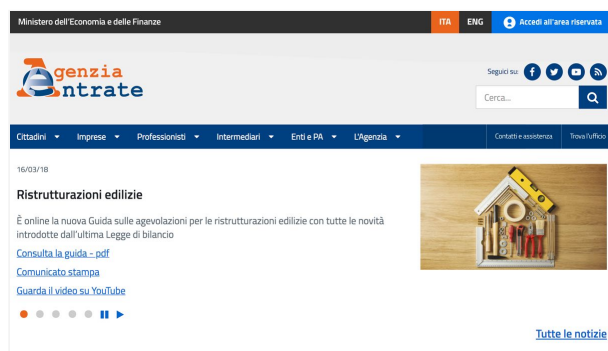 Ministero dell'Economia e delle Finanze
ITA
ENG
Accedi all'area riservata
Agenzia
Entrate
Seguici su:
Cerca...
Cittadini
Imprese
Professionisti
Intermediari
Enti e PA
L'Agenzia
Contatti e assistenza
Trova l'ufficio
16/03/18
Ristrutturazioni edilizie
È online la nuova Guida sulle agevolazioni per le ristrutturazioni edilizie con tutte le novità
introdotte dall'ultima Legge di bilancio
Consulta la guida - pdf
Comunicato stampa
Guarda il video su YouTube
Tutte le notizie